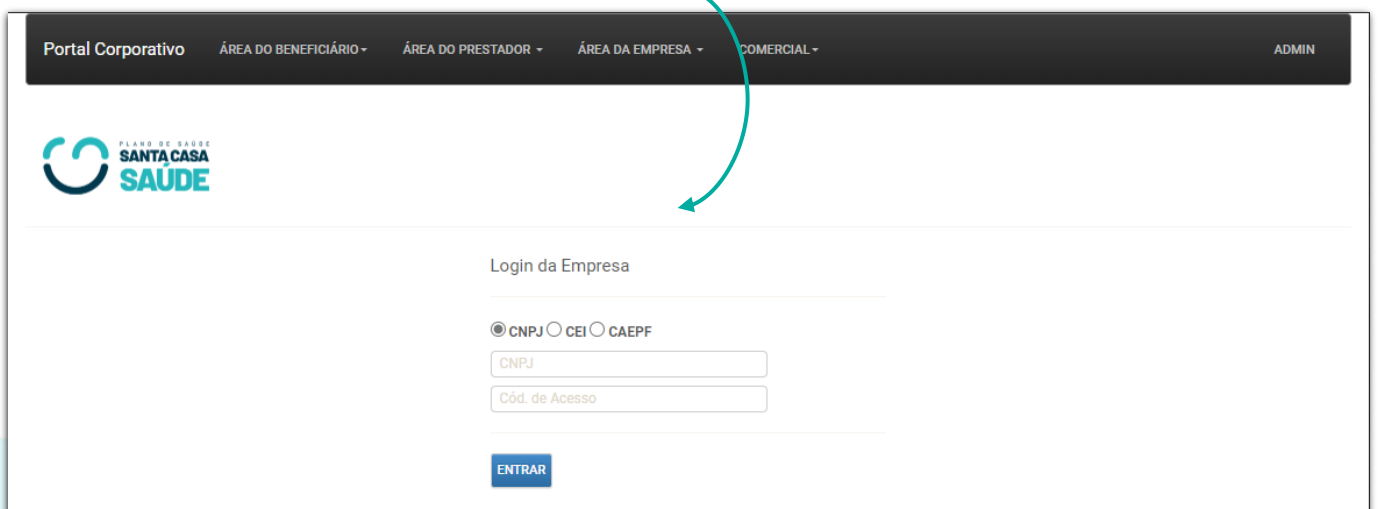 Portal Corporativo ÁREA DO BENEFICIÁRIO ÁREA DO PRESTADOR ÁREA DA EMPRESA COMERCIAL ADMIN
PLANO DE SAÚDE
SANTA CASA
SAÚDE
Login da Empresa
CNPJ CEI CAEPF
CNPJ
Cód. de Acesso
ENTRAR